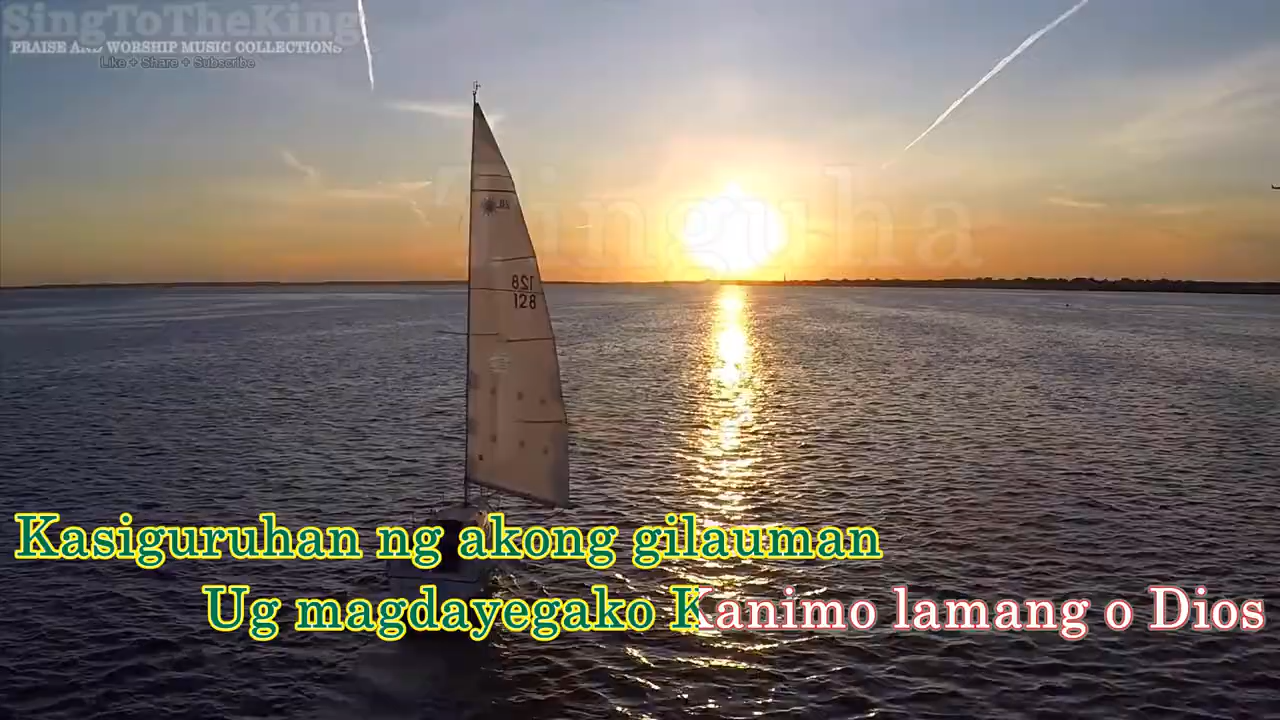 SingToTheKing
PRAISE AND WORSHIP MUSIC COLLECTIONS
Like + Share + Subscribe
Tinguha
128
128
Kasiguruhan ng akong gilauman
Ug magdayegako Kanimo lamang o Dios